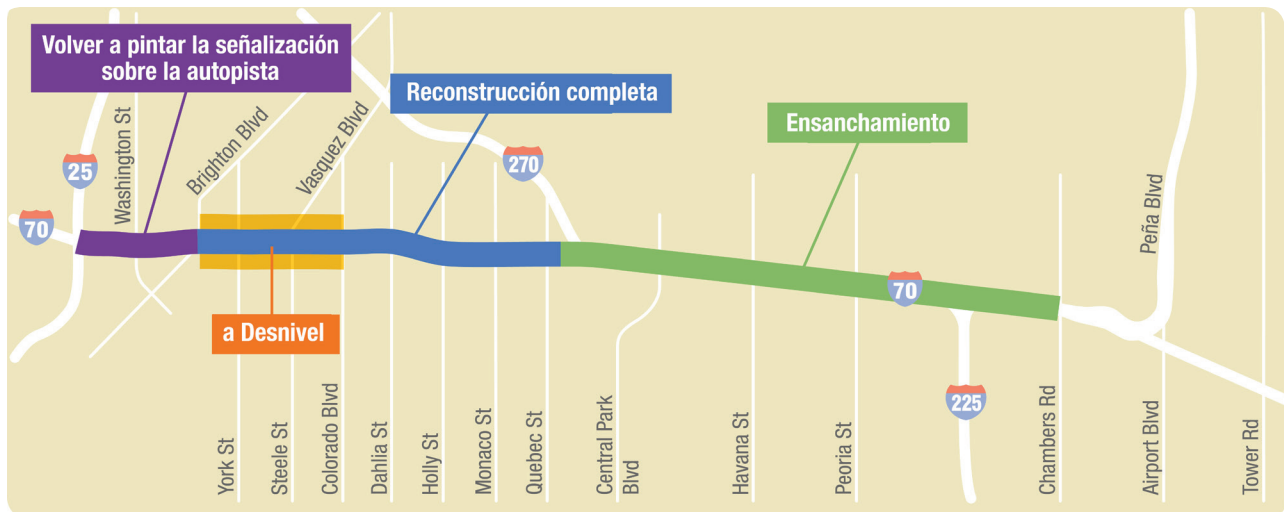 Volver a pintar la señalización
sobre la autopista
Reconstrucción completa
Ensanchamiento
a Desnivel
25
70
270
70
225
Washington St
Brighton Blvd
Vasquez Blvd
Peña Blvd
York St
Steele St
Colorado Blvd
Dahlia St
Holly St
Monaco St
Quebec St
Central Park
Blvd
Havana St
Peoria St
Chambers Rd
Airport Blvd
Tower Rd